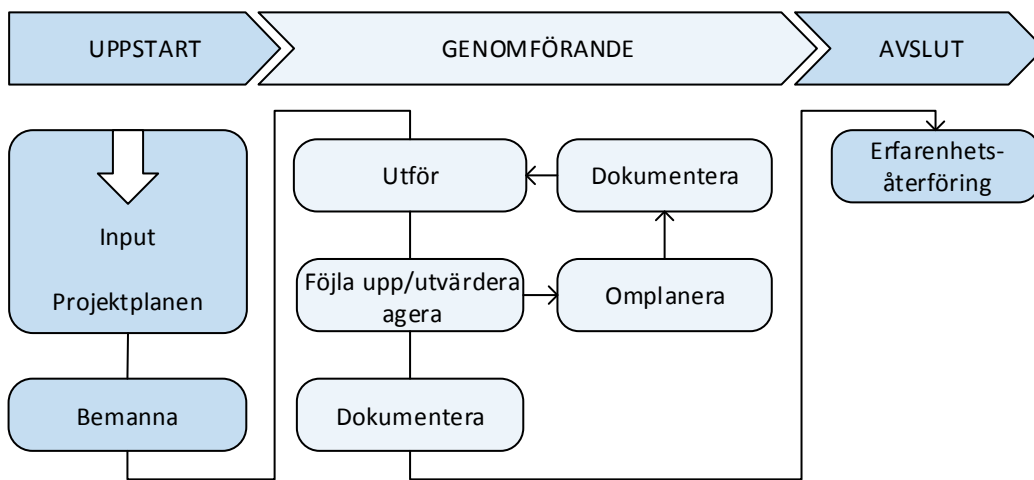 UPPSTART
GENOMFÖRANDE
AVSLUT
Input
Projektplanen
Bemanna
Utför
Dokumentera
Föjla upp/utvärdera
agera
Omplanera
Dokumentera
Erfarenhets-
återföring